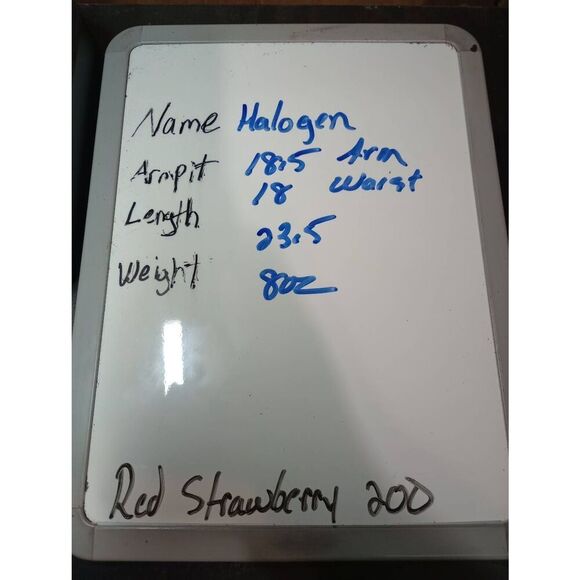 Name Halogen
Armpit 18.5 Arm
18 Waist
Length 23.5
Weight 8oz
Red Strawberry 200